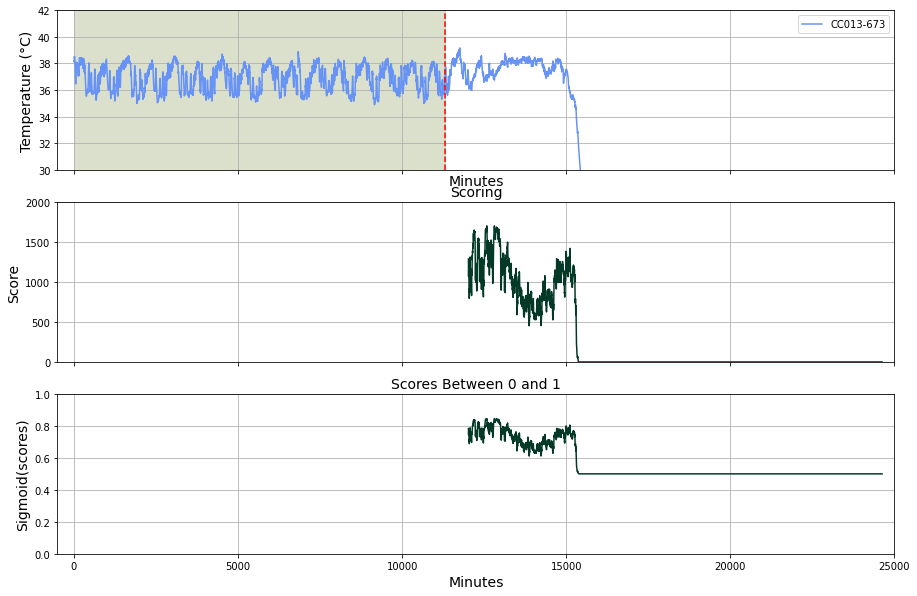 42
40
38
36
34
32
30
Temperature (°C)
CC013-673
Minutes
Scoring
2000
1500
1000
500
0
Score
Scores Between 0 and 1
1.0
0.8
0.6
0.4
0.2
0.0
Sigmoid(scores)
0 5000 10000 15000 20000 25000
Minutes